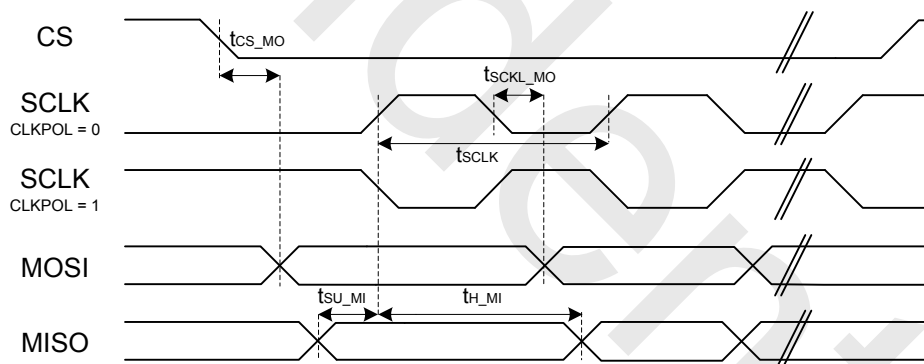 CS
tCS_MO
SCLK
CLKPOL = 0
tSCKL_MO
tSCLK
SCLK
CLKPOL = 1
MOSI
tSU_MI
tH_MI
MISO